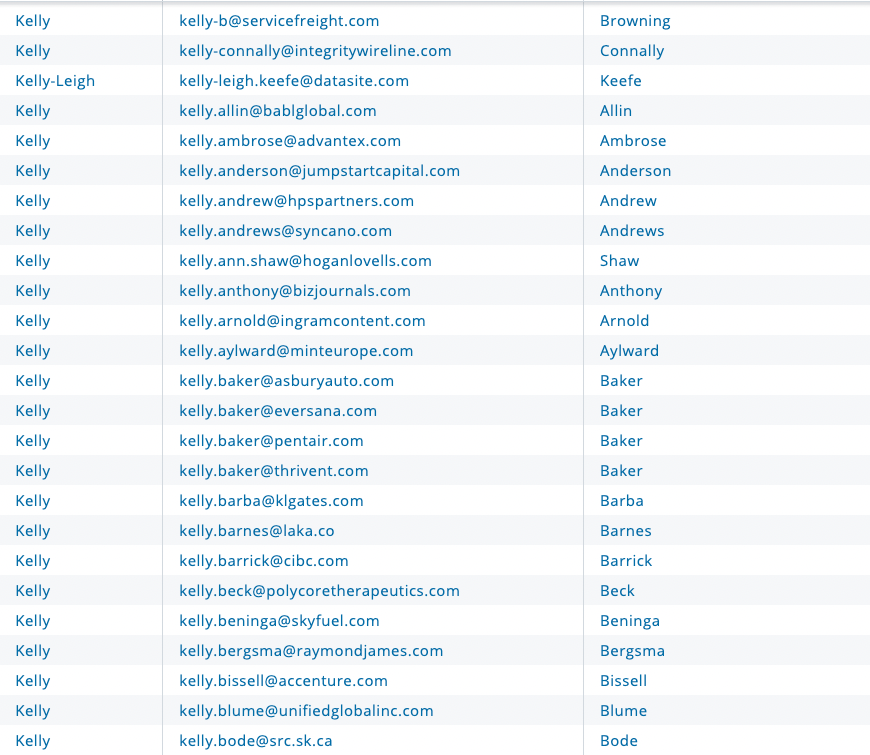 Kelly kelly-b@servicefreight.com Browning
Kelly kelly-connally@integritywireline.com Connally
Kelly-Leigh kelly-leigh.keefe@datasite.com Keefe
Kelly kelly.allin@bablglobal.com Allin
Kelly kelly.ambrose@advantex.com Ambrose
Kelly kelly.anderson@jumpstartcapital.com Anderson
Kelly kelly.andrew@hpspartners.com Andrew
Kelly kelly.andrews@syncano.com Andrews
Kelly kelly.ann.shaw@hoganlovells.com Shaw
Kelly kelly.anthony@bizjournals.com Anthony
Kelly kelly.arnold@ingramcontent.com Arnold
Kelly kelly.aylward@minteurope.com Aylward
Kelly kelly.baker@asburyauto.com Baker
Kelly kelly.baker@eversana.com Baker
Kelly kelly.baker@pentair.com Baker
Kelly kelly.baker@thrivent.com Baker
Kelly kelly.barba@klgates.com Barba
Kelly kelly.barnes@laka.co Barnes
Kelly kelly.barrick@cibc.com Barrick
Kelly kelly.beck@polycoretherapeutics.com Beck
Kelly kelly.beninga@skyfuel.com Beninga
Kelly kelly.bergsma@raymondjames.com Bergsma
Kelly kelly.bissell@accenture.com Bissell
Kelly kelly.blume@unifiedglobalinc.com Blume
Kelly kelly.bode@src.sk.ca Bode